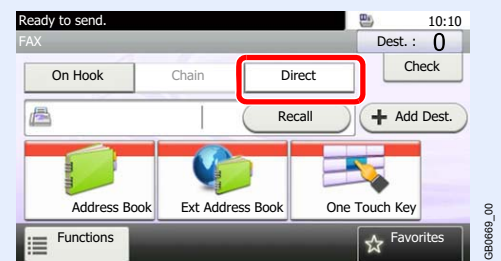 Ready to send. 10:10
FAX Dest. : 0
On Hook Chain Direct Check
Recall Add Dest.
Address Book Ext Address Book One Touch Key
Functions Favorites
GB0669_00